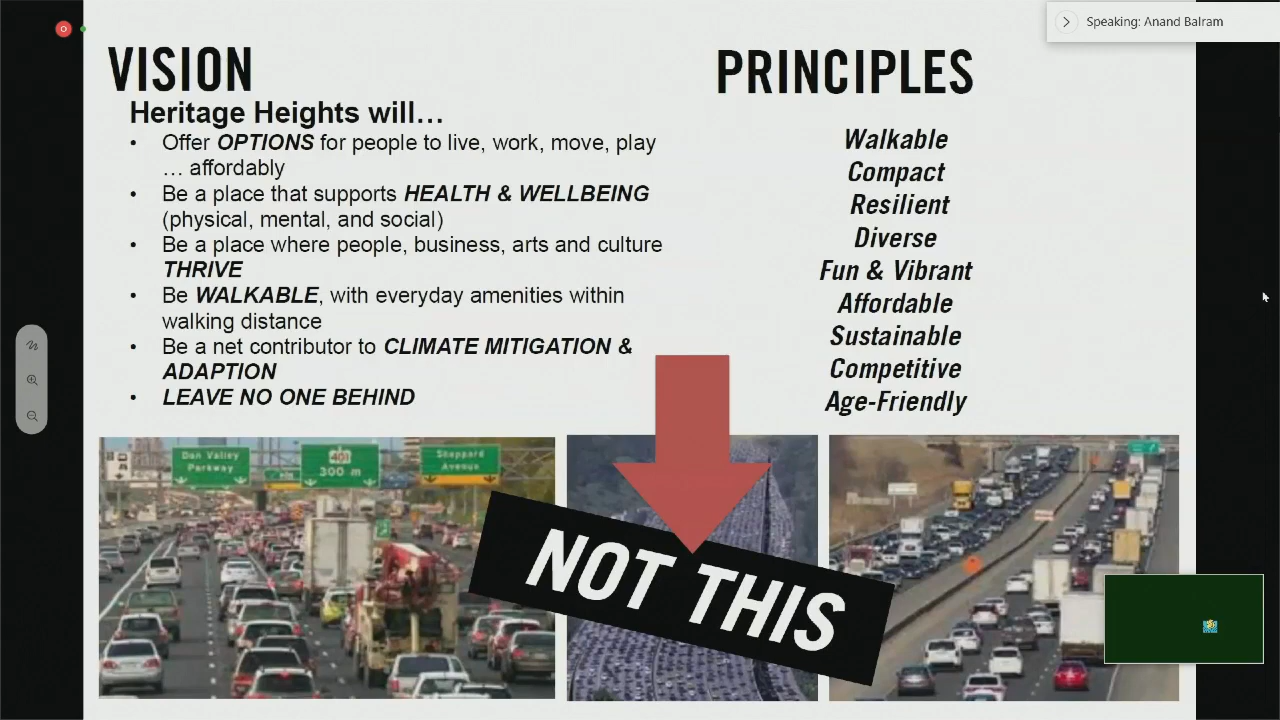 Speaking: Anand Balram
VISION
Heritage Heights will…
• Offer OPTIONS for people to live, work, move, play
… affordably
• Be a place that supports HEALTH & WELLBEING
(physical, mental, and social)
• Be a place where people, business, arts and culture
THRIVE
• Be WALKABLE, with everyday amenities within
walking distance
• Be a net contributor to CLIMATE MITIGATION &
ADAPTION
• LEAVE NO ONE BEHIND
PRINCIPLES
Walkable
Compact
Resilient
Diverse
Fun & Vibrant
Affordable
Sustainable
Competitive
Age-Friendly
Don Valley
Parkway
401
300 m
Sheppard
Avenue
NOT THIS